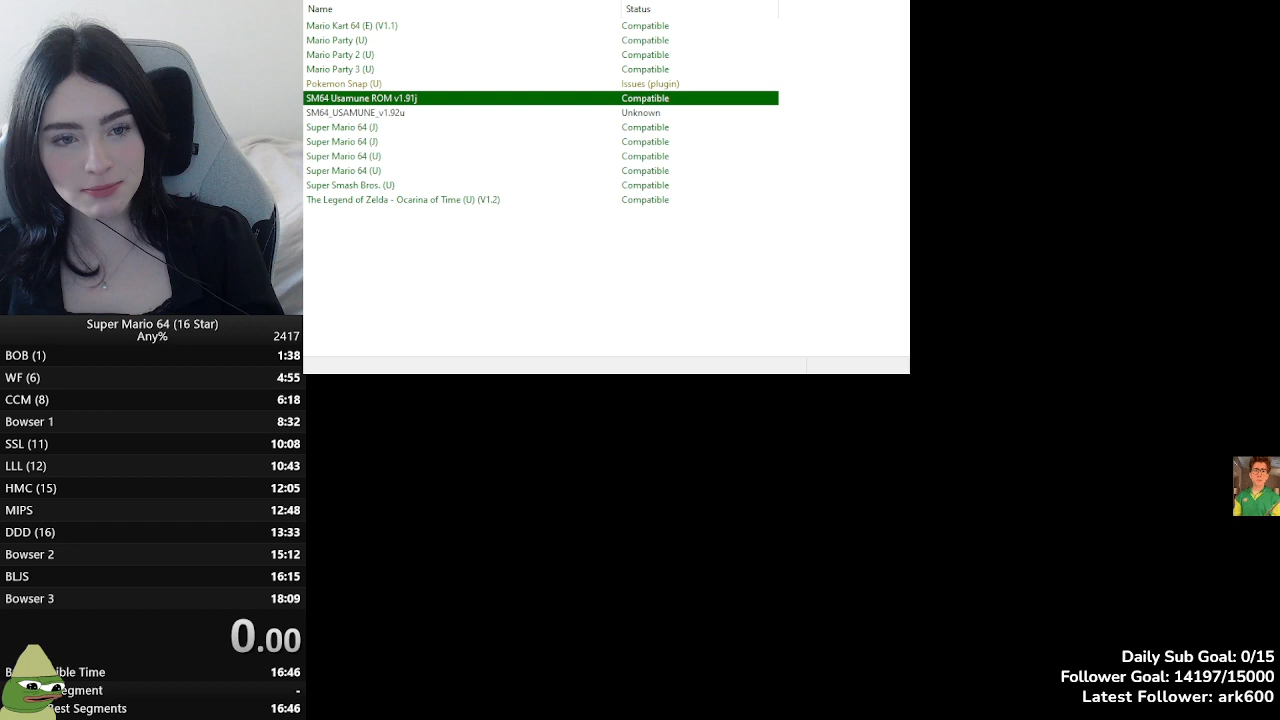 Name Status
Mario Kart 64 (E) (V1.1) Compatible
Mario Party (U) Compatible
Mario Party 2 (U) Compatible
Mario Party 3 (U) Compatible
Pokemon Snap (U) Issues (plugin)
SM64 Usamune ROM v1.91j Compatible
SM64_USAMUNE_v1.92u Unknown
Super Mario 64 (J) Compatible
Super Mario 64 (J) Compatible
Super Mario 64 (U) Compatible
Super Mario 64 (U) Compatible
Super Smash Bros. (U) Compatible
The Legend of Zelda - Ocarina of Time (U) (V1.2) Compatible
Super Mario 64 (16 Star)
Any% 2417
BOB (1) 1:38
WF (6) 4:55
CCM (8) 6:18
Bowser 1 8:32
SSL (11) 10:08
LLL (12) 10:43
HMC (15) 12:05
MIPS 12:48
DDD (16) 13:33
Bowser 2 15:12
BLJS 16:15
Bowser 3 18:09
0.00
ible Time 16:46
egment -
est Segments 16:46
Daily Sub Goal: 0/15
Follower Goal: 14197/15000
Latest Follower: ark600